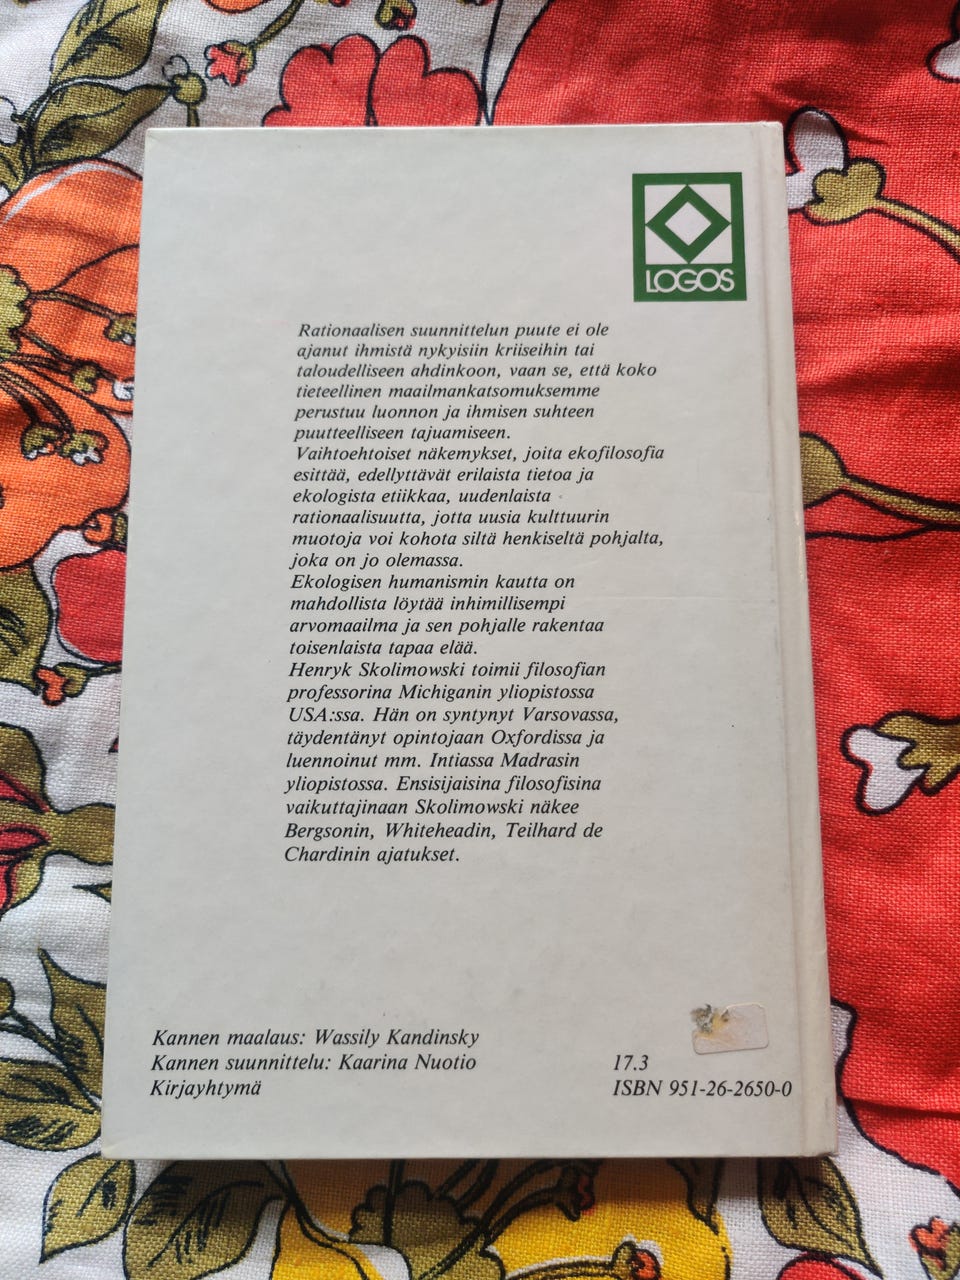 LOGOS
Rationaalisen suunnittelun puute ei ole
ajanut ihmistä nykyisiin kriiseihin tai
taloudelliseen ahdinkoon, vaan se, että koko
tieteellinen maailmankatsomuksemme
perustuu luonnon ja ihmisen suhteen
puutteelliseen tajuamiseen.
Vaihtoehtoiset näkemykset, joita ekofilosofia
esittää, edellyttävät erilaista tietoa ja
ekologista etiikkaa, uudenlaista
rationaalisuutta, jotta uusia kulttuurin
muotoja voi kohota siltä henkiseltä pohjalta,
joka on jo olemassa.
Ekologisen humanismin kautta on
mahdollista löytää inhimillisempi
arvomaailma ja sen pohjalle rakentaa
toisenlaista tapaa elää.
Henryk Skolimowski toimii filosofian
professorina Michiganin yliopistossa
USA:ssa. Hän on syntynyt Varsovassa,
täydentänyt opintojaan Oxfordissa ja
luennoinut mm. Intiassa Madrasin
yliopistossa. Ensisijaisina filosofisina
vaikuttajinaan Skolimowski näkee
Bergsonin, Whiteheadin, Teilhard de
Chardinin ajatukset.
Kannen maalaus: Wassily Kandinsky
Kannen suunnittelu: Kaarina Nuotio
Kirjayhtymä
17.3
ISBN 951-26-2650-0